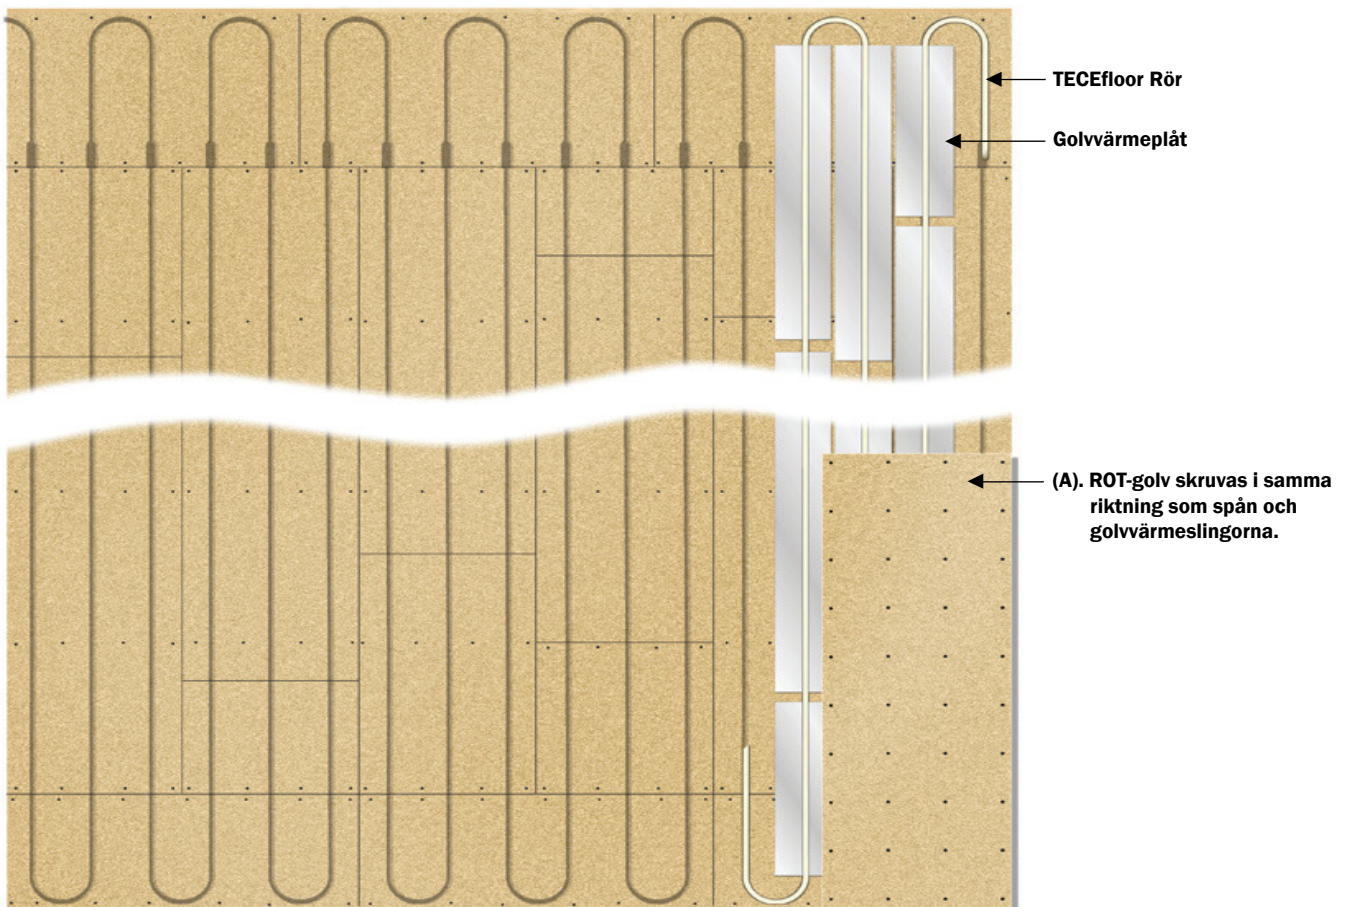 TECEfloor Rör
Golvvärmeplåt
(A). ROT-golv skruvas i samma
riktning som spån och
golvvärmeslingorna.